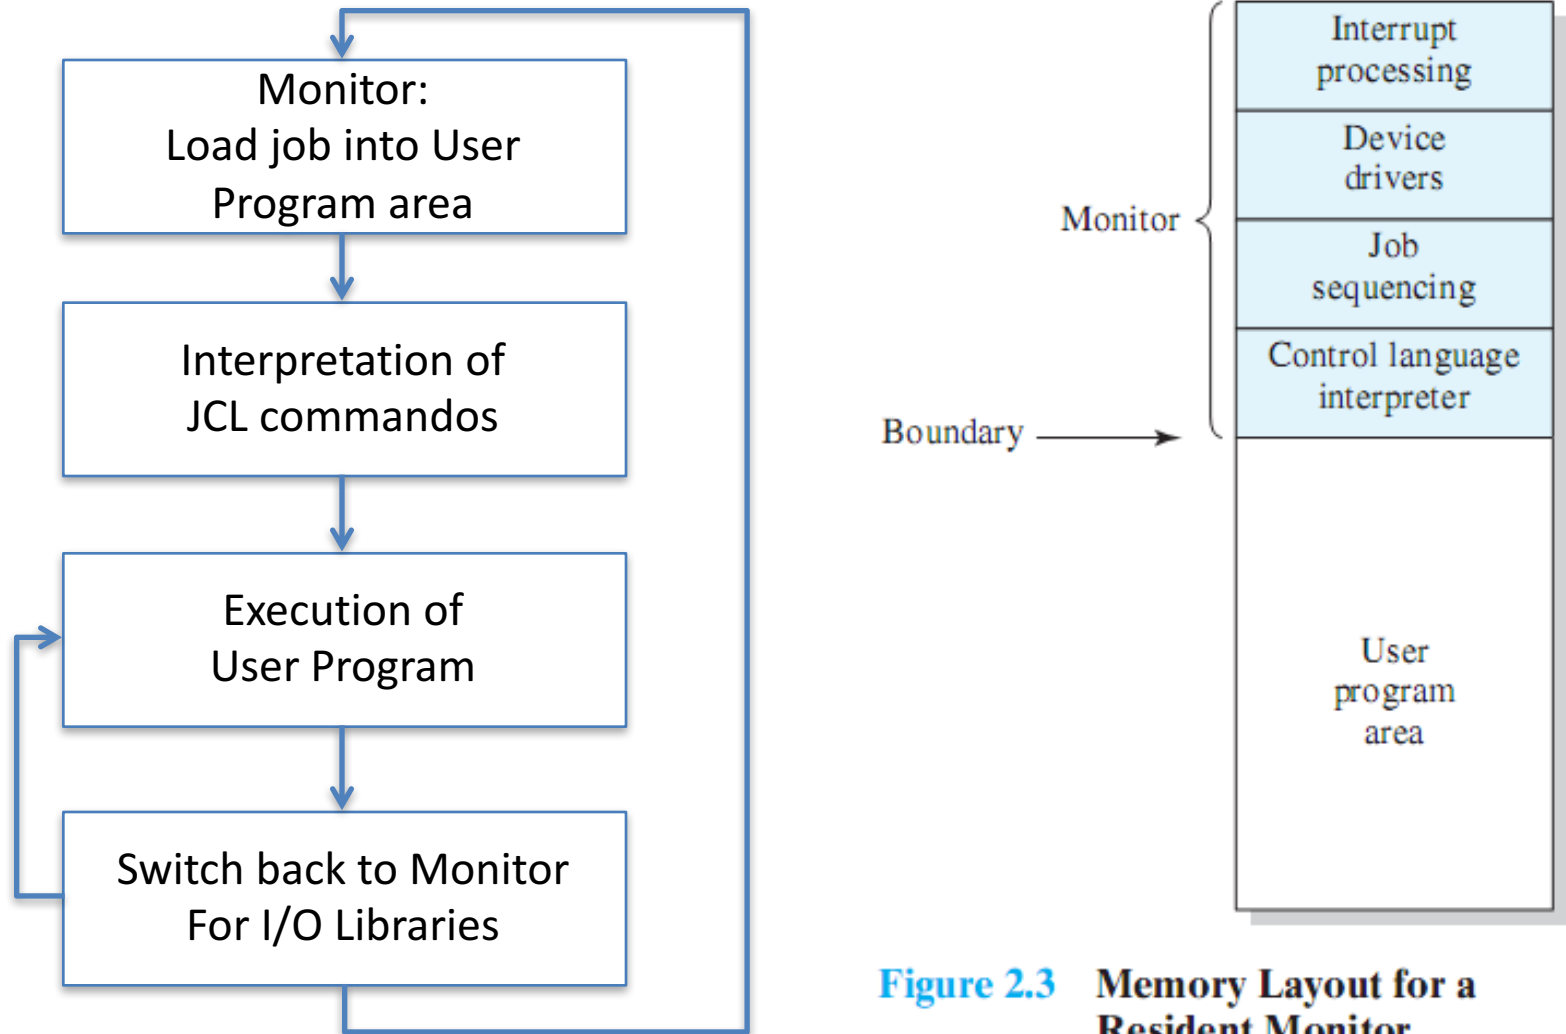 Monitor:
Load job into User
Program area
Interpretation of
JCL commandos
Execution of
User Program
Switch back to Monitor
For I/O Libraries
Interrupt
processing
Device
drivers
Job
sequencing
Control language
interpreter
Monitor
Boundary
User
program
area
Figure 2.3 Memory Layout for a
Resident Monitor